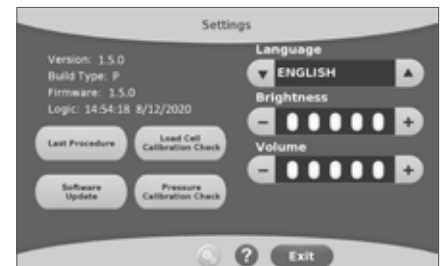 Settings
Version: 1.5.0
Build Type: P
Firmware: 1.5.0
Logic: 14:54:18 8/12/2020
Last Procedure
Load Cell
Calibration Check
Software
Update
Pressure
Calibration Check
Language
ENGLISH
Brightness
Volume
? Exit